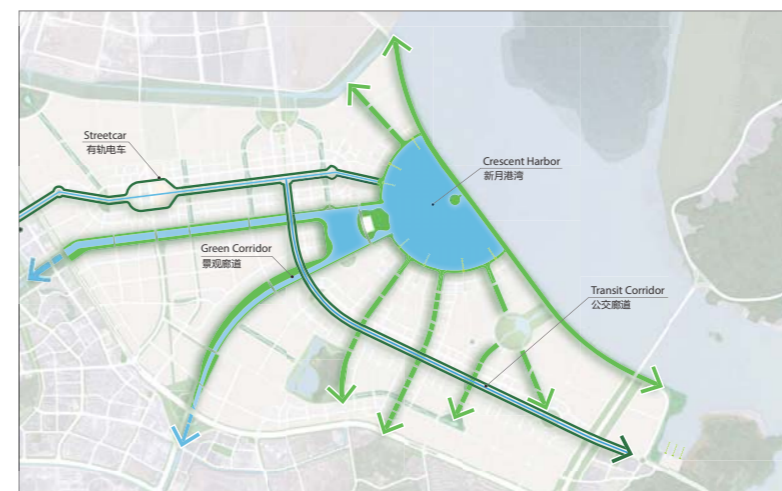 Streetcar
有轨电车
Crescent Harbor
新月港湾
Green Corridor
景观廊道
Transit Corridor
公交廊道